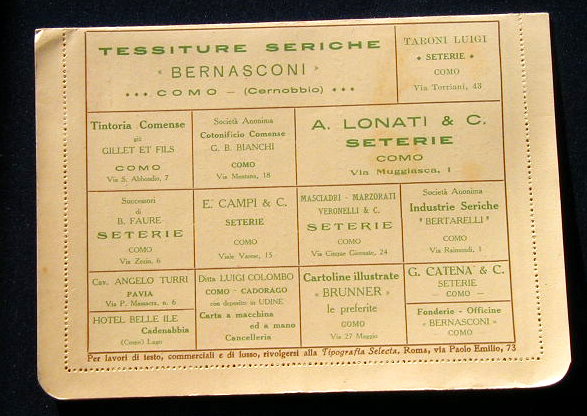 TESSITURE SERICHE
"BERNASCONI"
••• COMO — (Cernobbio) •••
TARONI LUIGI
• SETERIE •
COMO
Via Torriani, 43
Tintoria Comense
già
GILLET ET FILS
COMO
Via S. Abbondio, 7
Società Anonima
Cotonificio Comense
G. B. BIANCHI
COMO
Via Mentana, 18
A. LONATI & C.
SETERIE
COMO
Via Muggiasca, 1
Successori
di
B. FAURE
SETERIE
COMO
Via Zezia, 6
E. CAMPI & C.
SETERIE
COMO
Viale Varese, 15
MASCIADRI - MARZORATI
VERONELLI & C.
SETERIE
COMO
Via Cinque Giornate, 24
Società Anonima
Industrie Seriche
"BERTARELLI"
COMO
Via Raimondi, 1
Cav. ANGELO TURRI
PAVIA
Via P. Massacra, n. 6
HOTEL BELLE ILE
Cadenabbia
(Como) Lago
Ditta LUIGI COLOMBO
COMO - CADORAGO
con deposito in UDINE
Carta a macchina
ed a mano
Cancelleria
Cartoline illustrate
« BRUNNER »
le preferite
COMO
Via 27 Maggio
G. CATENA' & C.
SETERIE
— COMO —
Fonderie - Officine
« BERNASCONI »
COMO
Per lavori di testo, commerciali e di lusso, rivolgersi alla Tipografia Selecta, Roma, via Paolo Emilio, 73